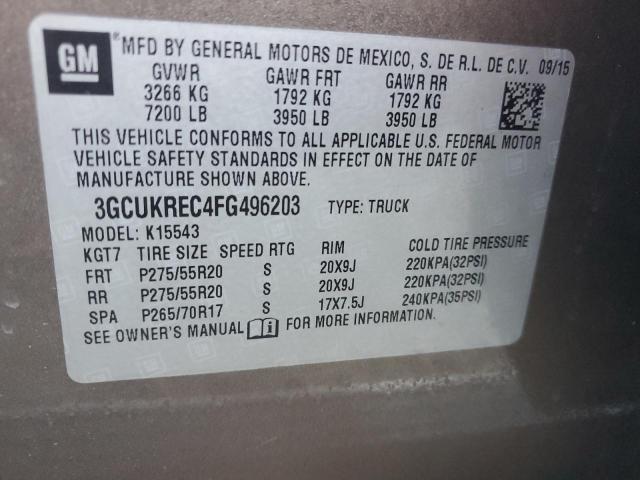 GM MFD BY GENERAL MOTORS DE MEXICO, S. DE R.L. DE C.V. 09/15
GVWR GAWR FRT GAWR RR
3266 KG 1792 KG 1792 KG
7200 LB 3950 LB 3950 LB
THIS VEHICLE CONFORMS TO ALL APPLICABLE U.S. FEDERAL MOTOR
VEHICLE SAFETY STANDARDS IN EFFECT ON THE DATE OF
MANUFACTURE SHOWN ABOVE.
3GCUKREC4FG496203 TYPE: TRUCK
MODEL: K15543
KGT7 TIRE SIZE SPEED RTG RIM COLD TIRE PRESSURE
FRT P275/55R20 S 20X9J 220KPA(32PSI)
RR P275/55R20 S 20X9J 220KPA(32PSI)
SPA P265/70R17 S 17X7.5J 240KPA(35PSI)
SEE OWNER'S MANUAL FOR MORE INFORMATION.